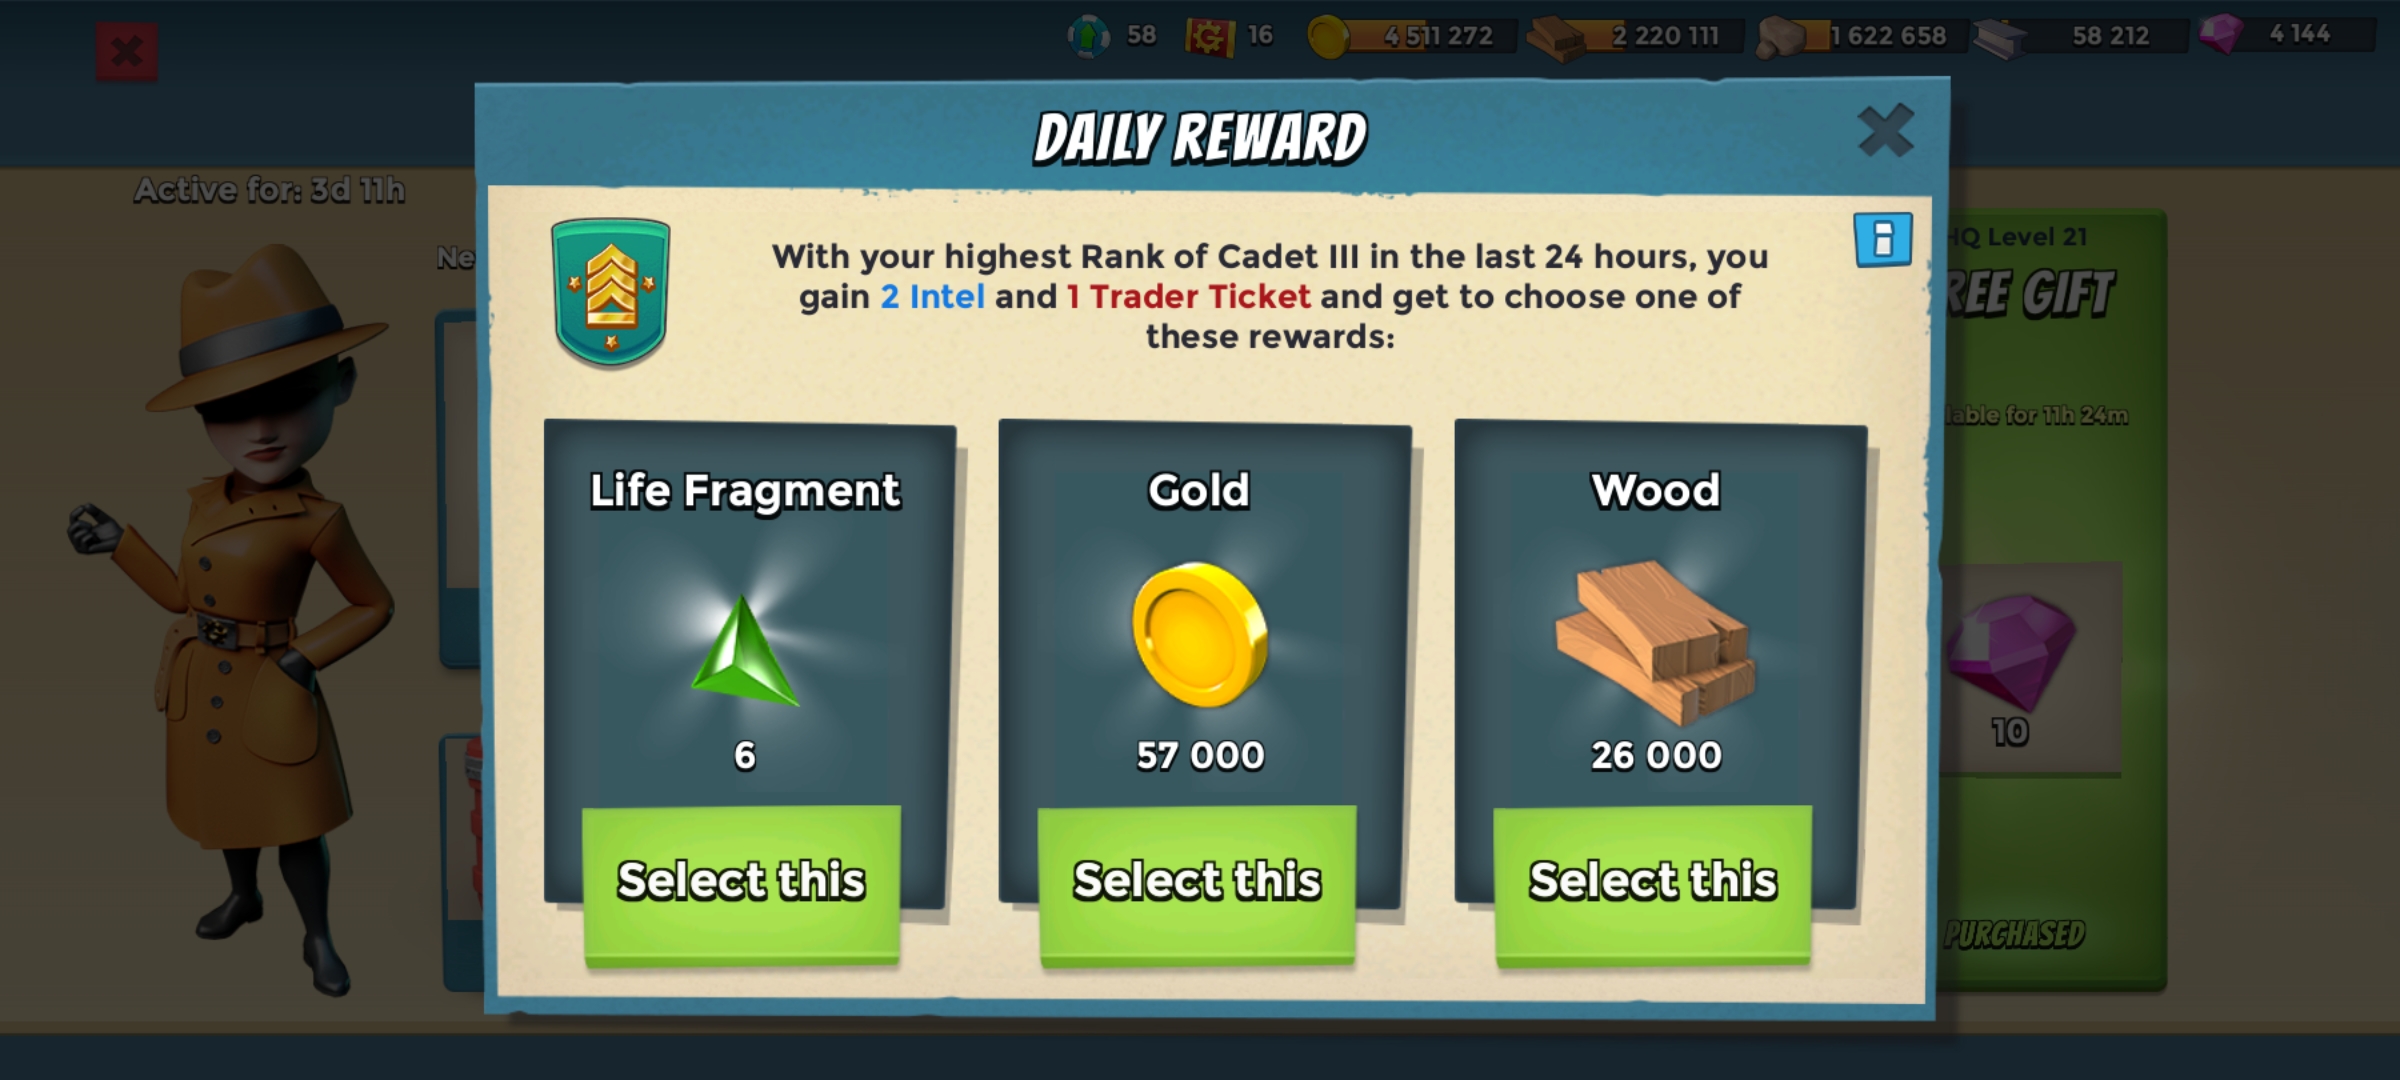 58
16
4 511 272
2 220 111
1 622 658
58 212
4 144
DAILY REWARD
Active for: 3d 11h
With your highest Rank of Cadet III in the last 24 hours, you
gain 2 Intel and 1 Trader Ticket and get to choose one of
these rewards:
Ne
HQ Level 21
REE GIFT
lable for 11h 24m
Life Fragment
6
Select this
Gold
57 000
Select this
Wood
26 000
Select this
10
PURCHASED